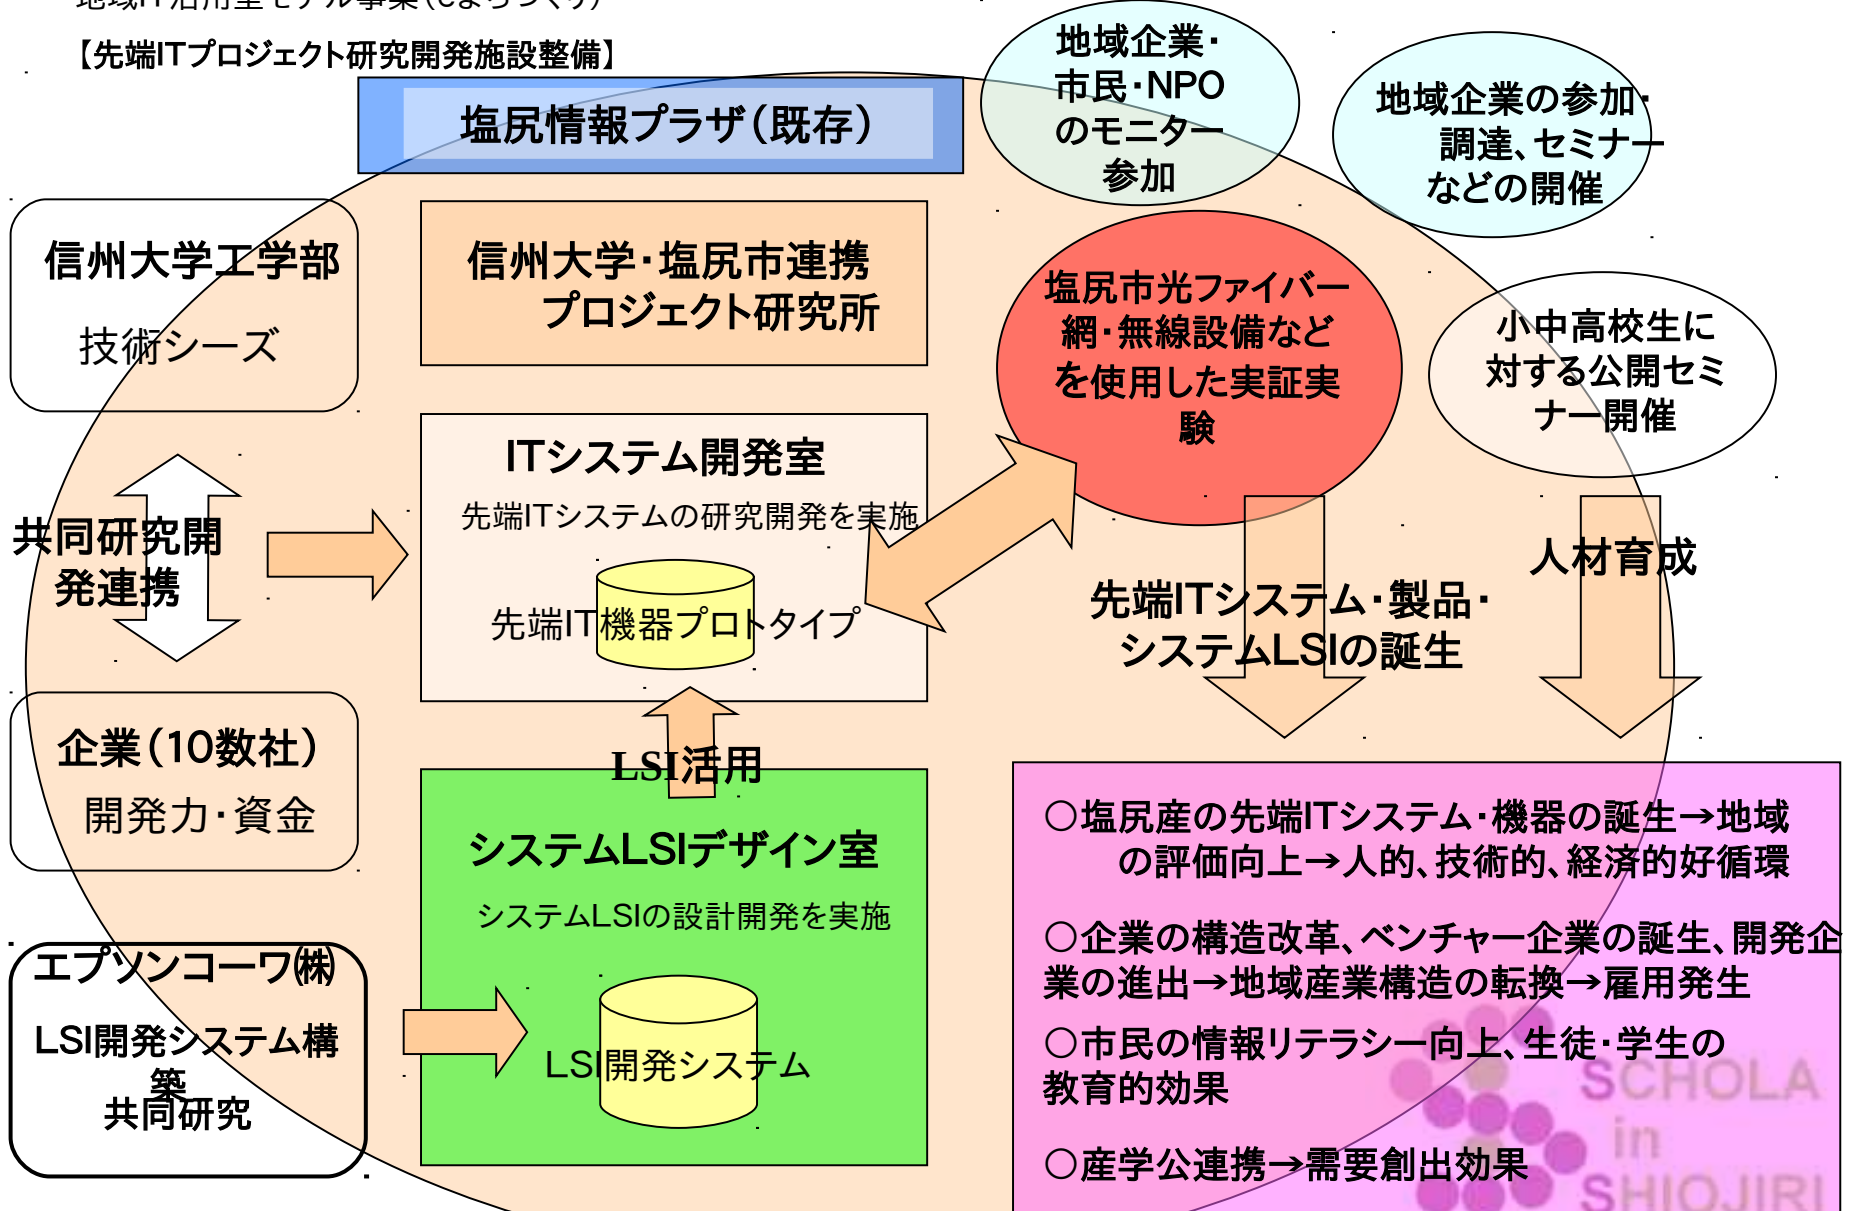 地域IT活用型モデル事業（eまちづくり）
【先端ITプロジェクト研究開発施設整備】
塩尻情報プラザ（既存）
地域企業・
市民・NPO
のモニター
参加
地域企業の参加・
調達、セミナー
などの開催
信州大学工学部
技術シーズ
信州大学・塩尻市連携
プロジェクト研究所
塩尻市光ファイバー
網・無線設備など
を使用した実証実
験
小中高校生に
対する公開セミ
ナー開催
ITシステム開発室
先端ITシステムの研究開発を実施
先端IT機器プロトタイプ
共同研究開
発連携
人材育成
先端ITシステム・製品・
システムLSIの誕生
企業（10数社）
開発力・資金
LSI活用
システムLSIデザイン室
システムLSIの設計開発を実施
LSI開発システム
エプソンコーワ㈱
LSI開発システム構
築
共同研究
○塩尻産の先端ITシステム・機器の誕生→地域
の評価向上→人的、技術的、経済的好循環
○企業の構造改革、ベンチャー企業の誕生、開発企
業の進出→地域産業構造の転換→雇用発生
○市民の情報リテラシー向上、生徒・学生の
教育的効果
○産学公連携→需要創出効果
SCHOLA
in
SHIOJIRI